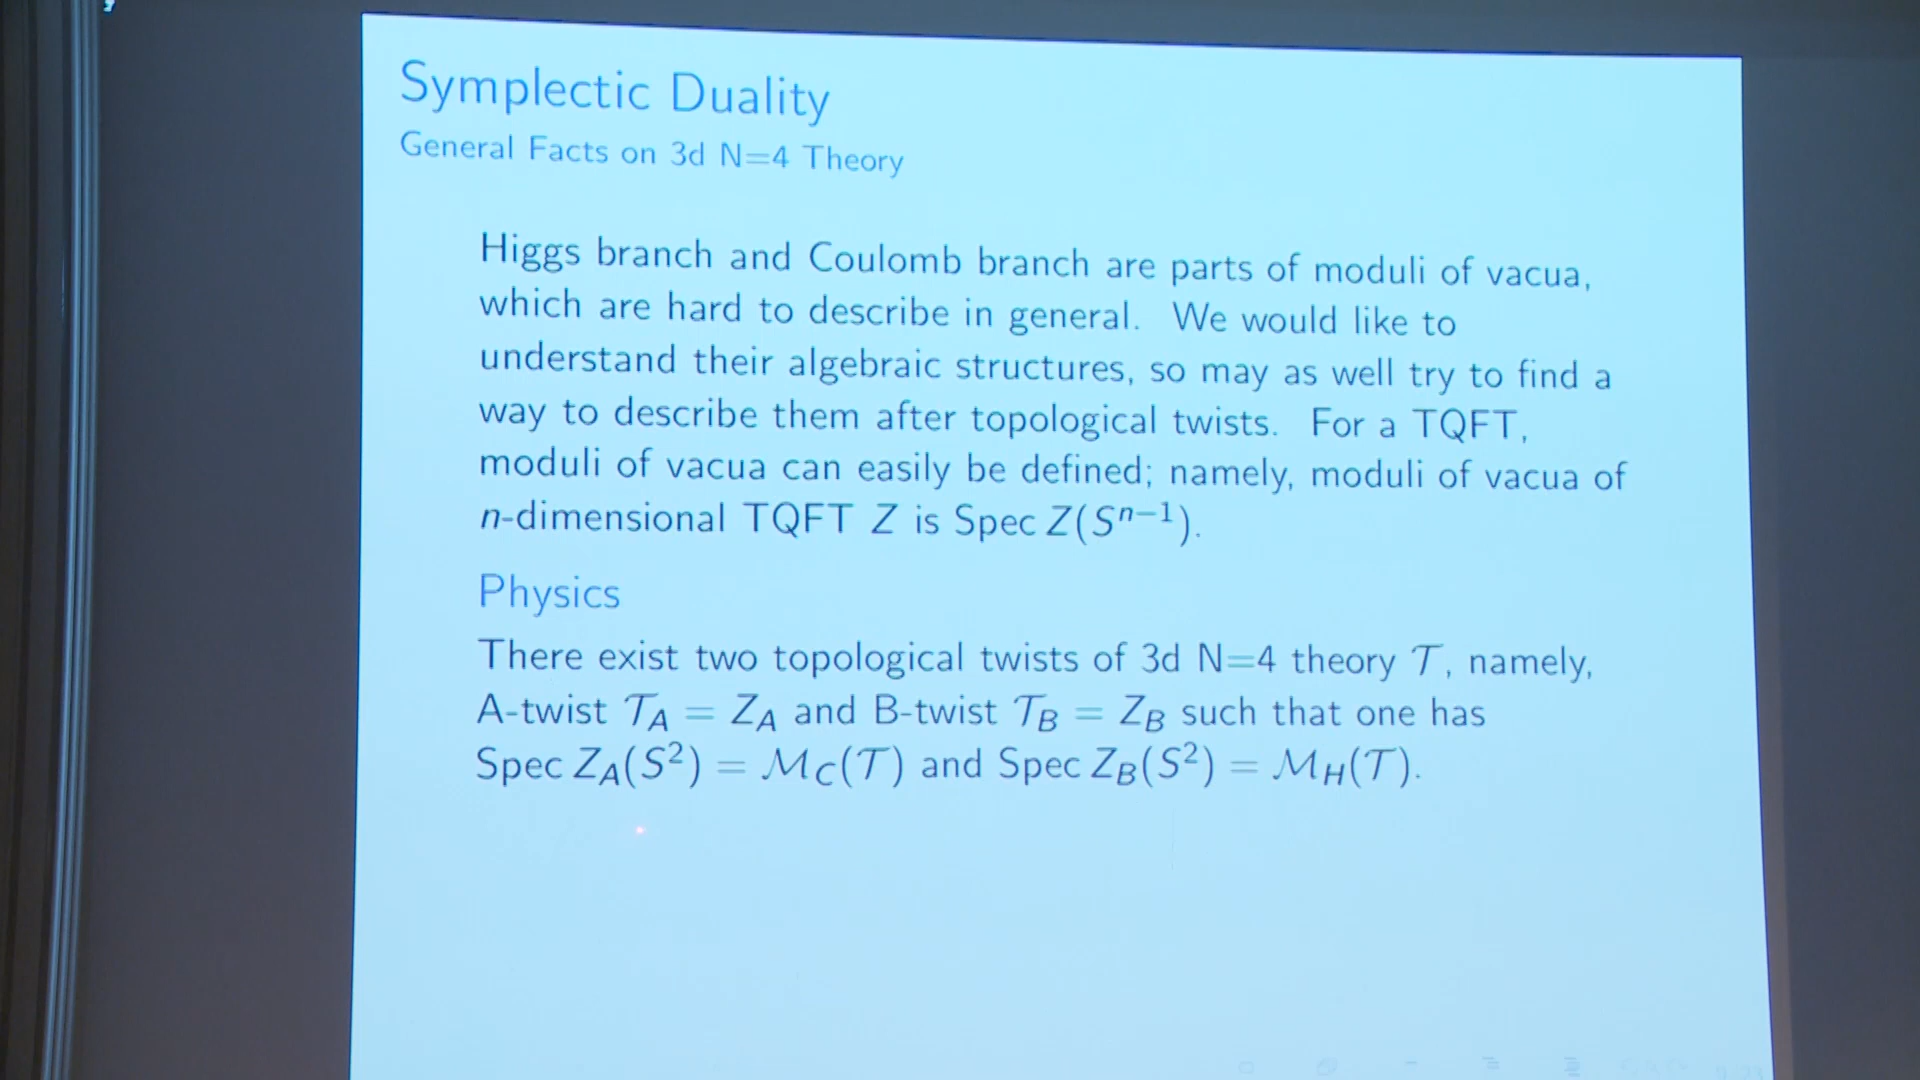 Symplectic Duality
General Facts on 3d N=4 Theory
Higgs branch and Coulomb branch are parts of moduli of vacua,
which are hard to describe in general. We would like to
understand their algebraic structures, so may as well try to find a
way to describe them after topological twists. For a TQFT,
moduli of vacua can easily be defined; namely, moduli of vacua of
n-dimensional TQFT Z is Spec Z(Sⁿ⁻¹).
Physics
There exist two topological twists of 3d N=4 theory 𝒯, namely,
A-twist 𝒯_A = Z_A and B-twist 𝒯_B = Z_B such that one has
Spec Z_A(S²) = ℳ_C(𝒯) and Spec Z_B(S²) = ℳ_H(𝒯).